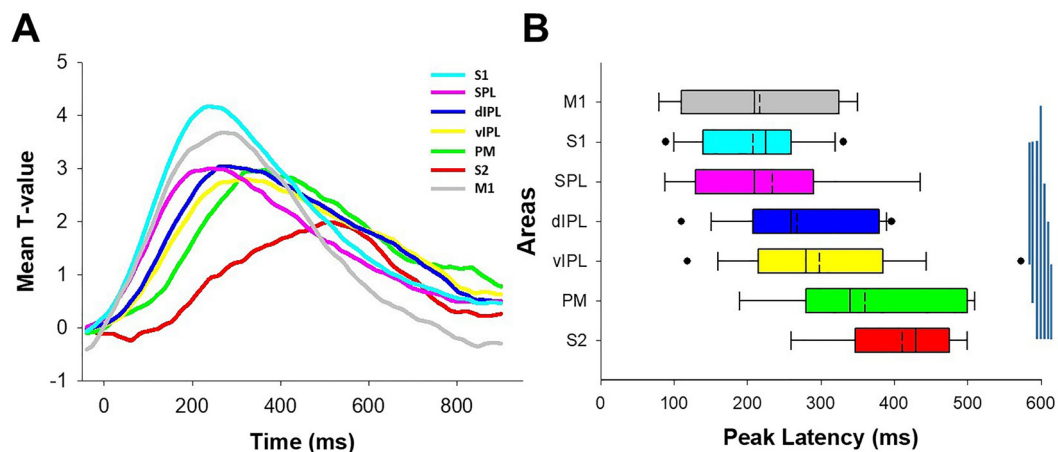 A
B
5
4
3
2
1
0
-1
Mean T-value
0 200 400 600 800
Time (ms)
S1
SPL
dIPL
vIPL
PM
S2
M1
Areas
M1
S1
SPL
dIPL
vIPL
PM
S2
0 100 200 300 400 500 600
Peak Latency (ms)